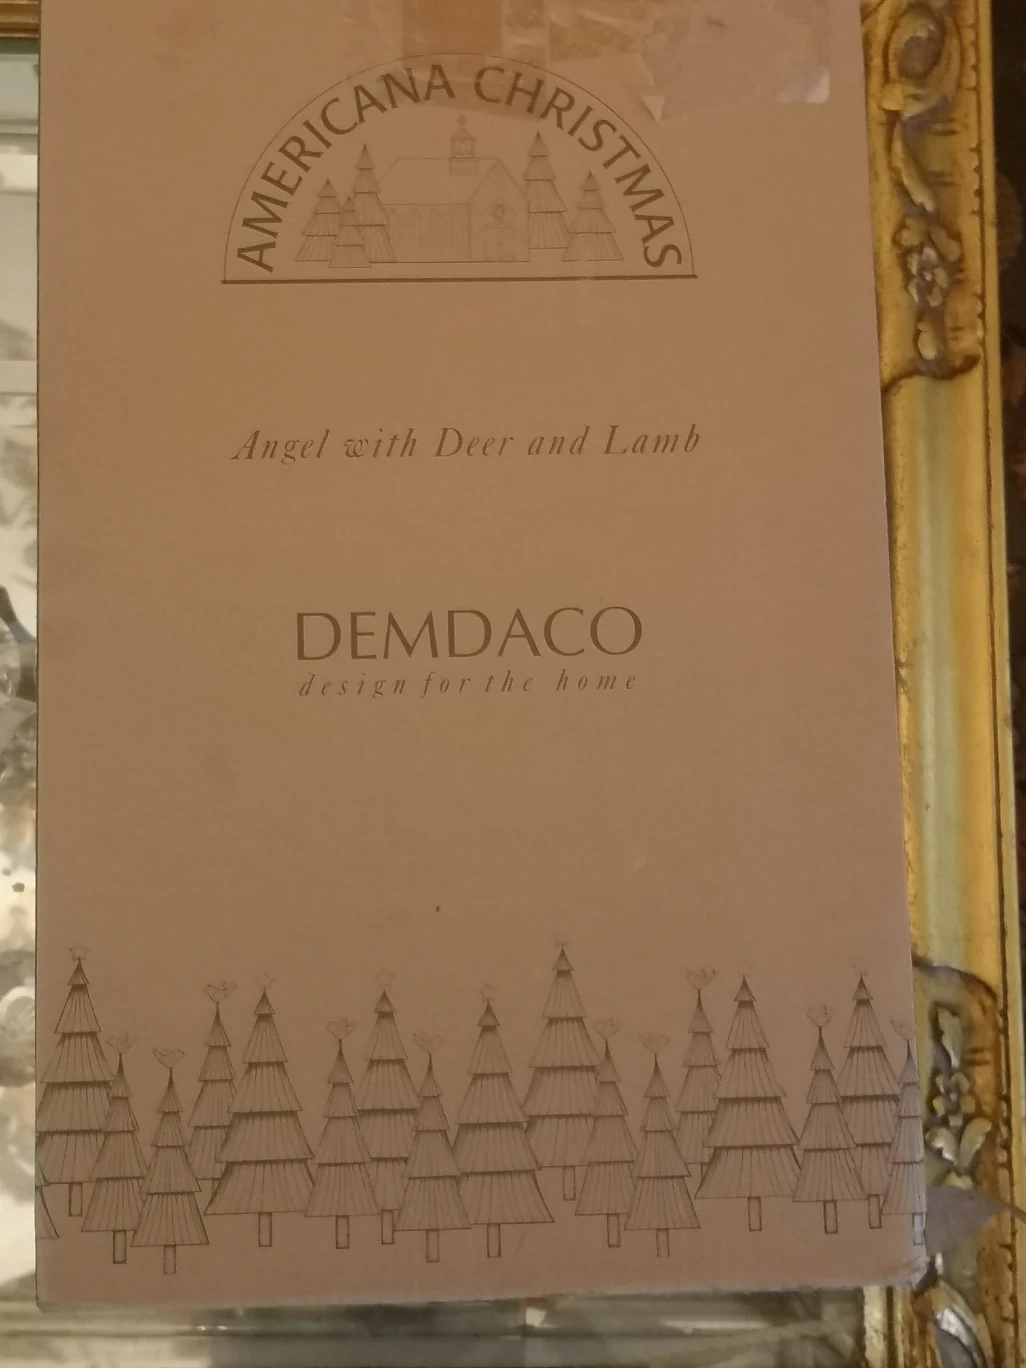 AMERICANA CHRISTMAS
Angel with Deer and Lamb
DEMDACO
design for the home